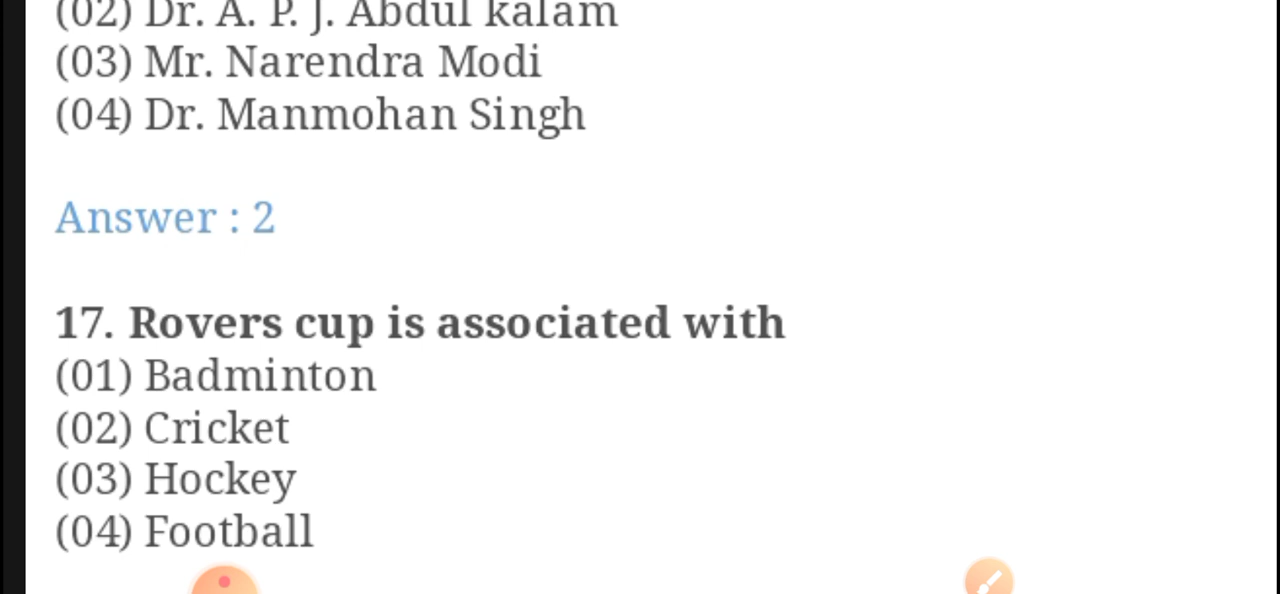 (02) Dr. A. P. J. Abdul kalam
(03) Mr. Narendra Modi
(04) Dr. Manmohan Singh
Answer : 2
17. Rovers cup is associated with
(01) Badminton
(02) Cricket
(03) Hockey
(04) Football